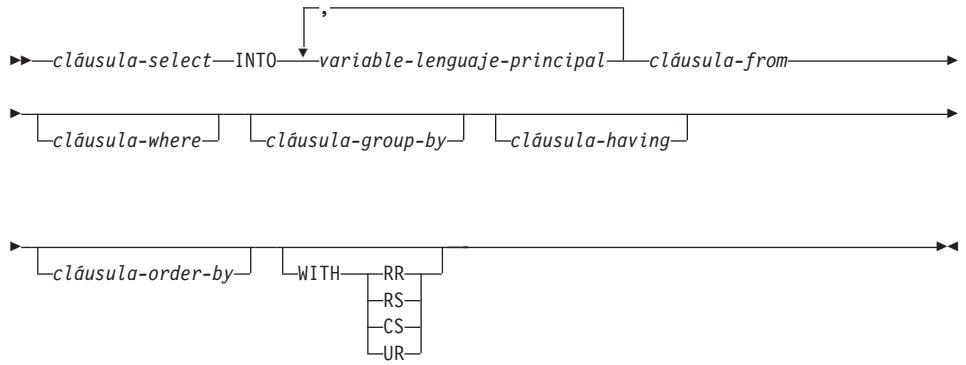 ,
cláusula-select INTO variable-lenguaje-principal cláusula-from
cláusula-where cláusula-group-by cláusula-having
cláusula-order-by WITH RR
RS
CS
UR